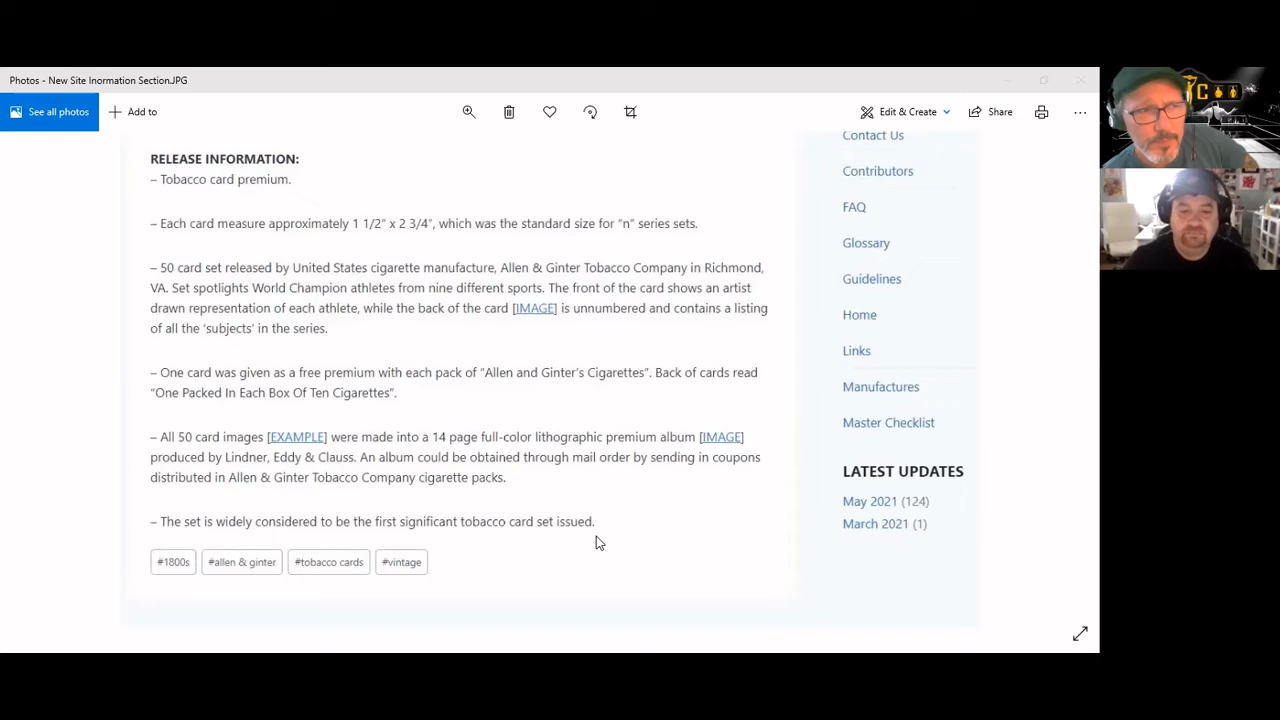 Photos - New Site Inormation Section.JPG
See all photos
Add to
Edit & Create
Share
RELEASE INFORMATION:
– Tobacco card premium.
– Each card measure approximately 1 1/2” x 2 3/4”, which was the standard size for “n” series sets.
– 50 card set released by United States cigarette manufacture, Allen & Ginter Tobacco Company in Richmond,
VA. Set spotlights World Champion athletes from nine different sports. The front of the card shows an artist
drawn representation of each athlete, while the back of the card [IMAGE] is unnumbered and contains a listing
of all the ‘subjects’ in the series.
– One card was given as a free premium with each pack of “Allen and Ginter’s Cigarettes”. Back of cards read
“One Packed In Each Box Of Ten Cigarettes”.
– All 50 card images [EXAMPLE] were made into a 14 page full-color lithographic premium album [IMAGE]
produced by Lindner, Eddy & Clauss. An album could be obtained through mail order by sending in coupons
distributed in Allen & Ginter Tobacco Company cigarette packs.
– The set is widely considered to be the first significant tobacco card set issued.
#1800s
#allen & ginter
#tobacco cards
#vintage
Contact Us
Contributors
FAQ
Glossary
Guidelines
Home
Links
Manufactures
Master Checklist
LATEST UPDATES
May 2021 (124)
March 2021 (1)